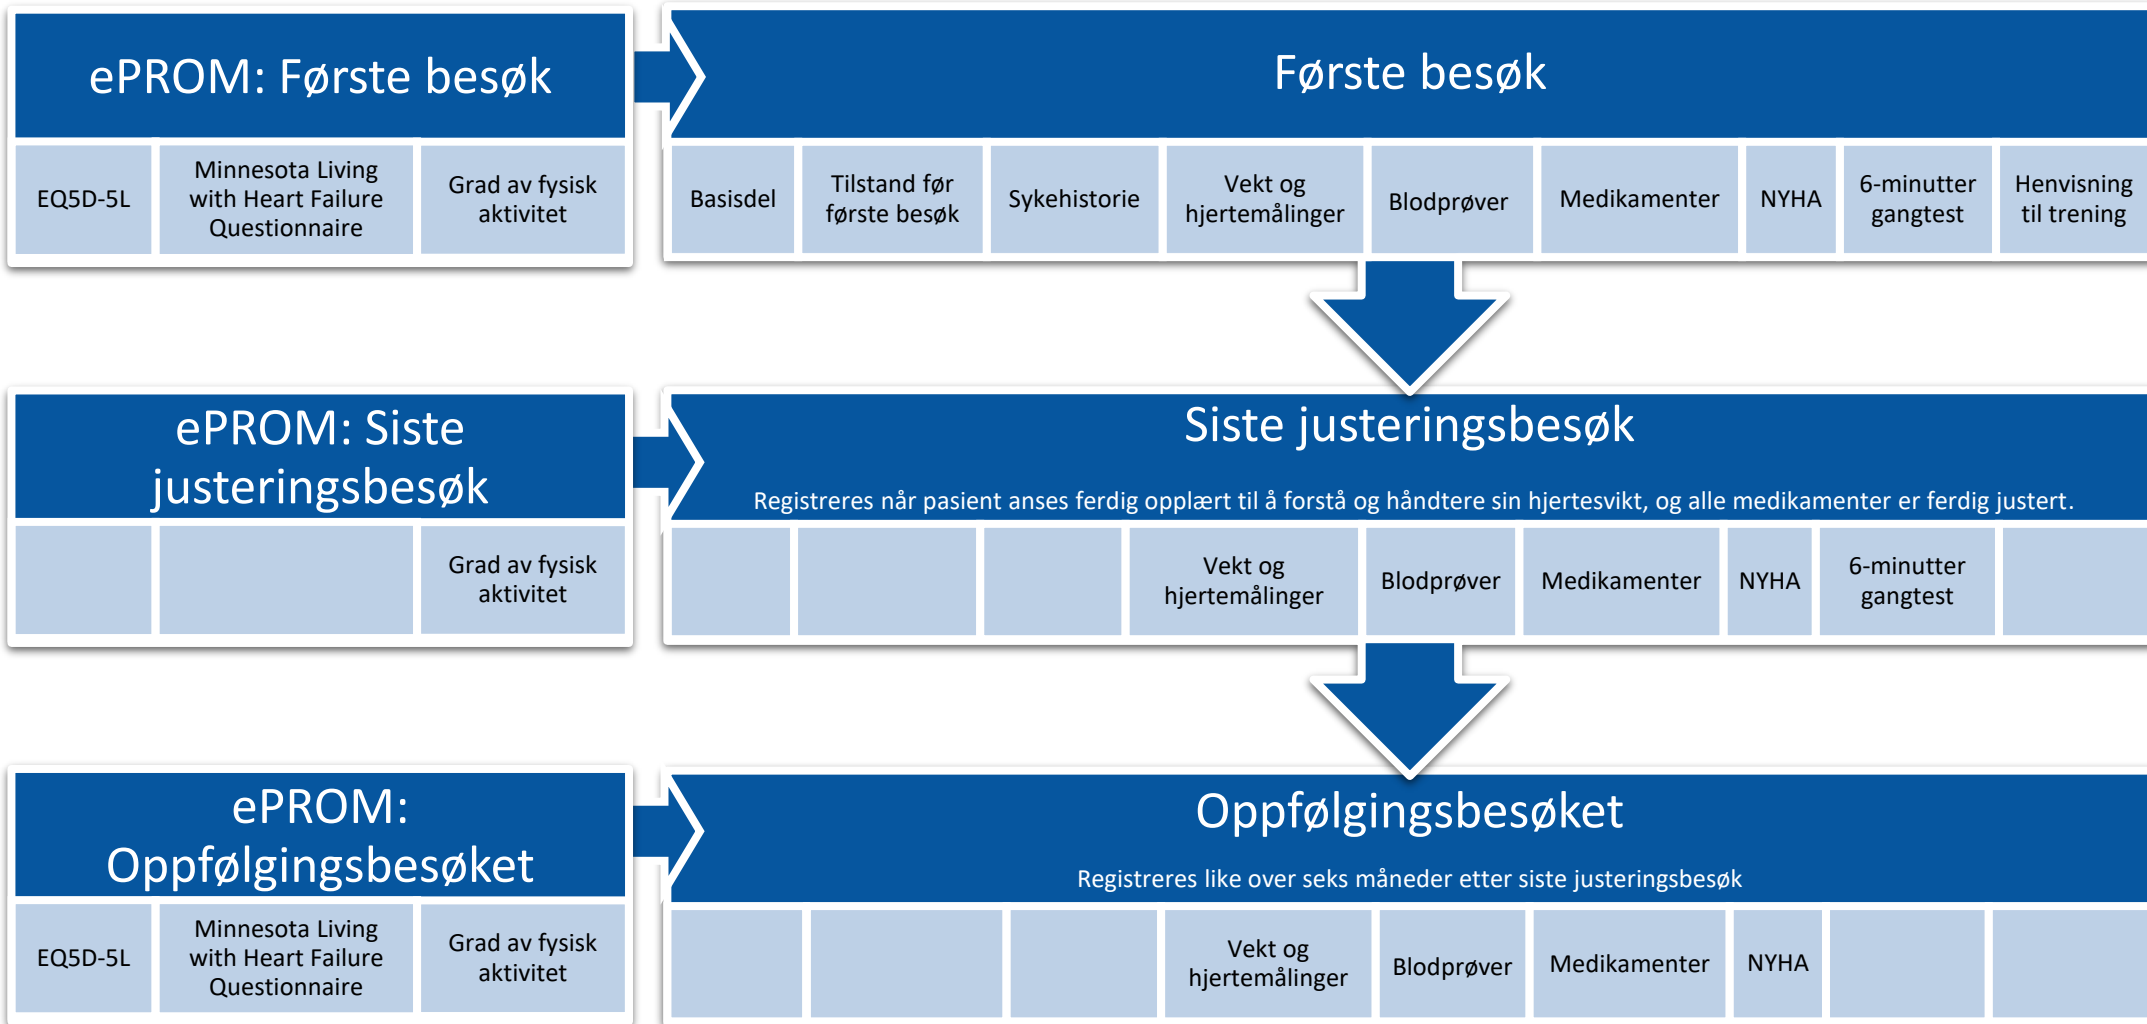 ePROM: Første besøk
EQ5D-5L
Minnesota Living
with Heart Failure
Questionnaire
Grad av fysisk
aktivitet
Første besøk
Basisdel
Tilstand før
første besøk
Sykehistorie
Vekt og
hjertemålinger
Blodprøver
Medikamenter
NYHA
6-minutter
gangtest
Henvisning
til trening
ePROM: Siste
justeringsbesøk
Grad av fysisk
aktivitet
Siste justeringsbesøk
Registreres når pasient anses ferdig opplært til å forstå og håndtere sin hjertesvikt, og alle medikamenter er ferdig justert.
Vekt og
hjertemålinger
Blodprøver
Medikamenter
NYHA
6-minutter
gangtest
ePROM:
Oppfølgingsbesøket
EQ5D-5L
Minnesota Living
with Heart Failure
Questionnaire
Grad av fysisk
aktivitet
Oppfølgingsbesøket
Registreres like over seks måneder etter siste justeringsbesøk
Vekt og
hjertemålinger
Blodprøver
Medikamenter
NYHA